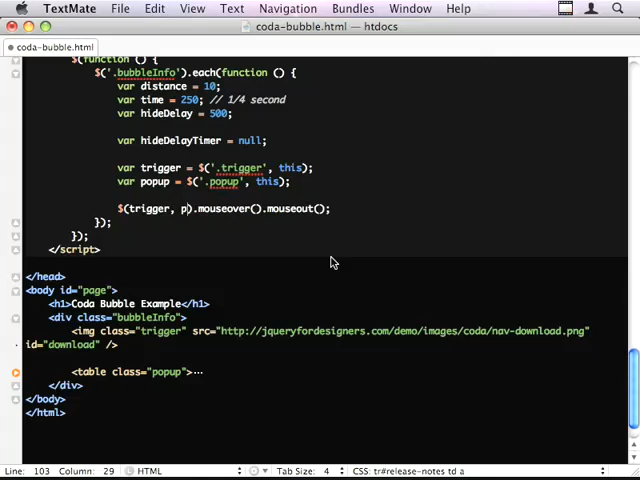 TextMate File Edit View Text Navigation Bundles Window Help
coda-bubble.html — htdocs
coda-bubble.html
$(function () {
$('.bubbleInfo').each(function () {
var distance = 10;
var time = 250; // 1/4 second
var hideDelay = 500;
var hideDelayTimer = null;
var trigger = $('.trigger', this);
var popup = $('.popup', this);
$(trigger, p).mouseover().mouseout();
});
});
</script>
</head>
<body id="page">
<h1>Coda Bubble Example</h1>
<div class="bubbleInfo">
<img class="trigger" src="http://jqueryfordesigners.com/demo/images/coda/nav-download.png"
id="download" />
<table class="popup">…
</div>
</body>
</html>
Line: 103 Column: 29 HTML Tab Size: 4 CSS: tr#release-notes td a